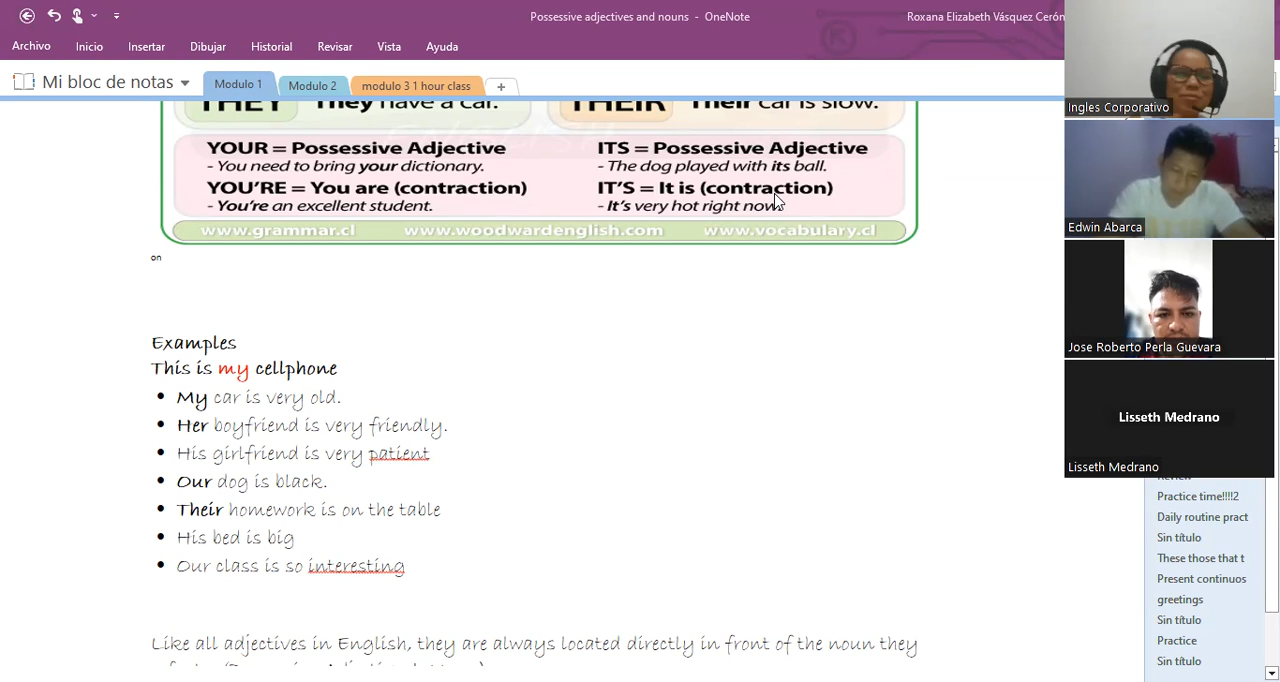 Possessive adjectives and nouns - OneNote
Roxana Elizabeth Vásquez Cerón
Archivo Inicio Insertar Dibujar Historial Revisar Vista Ayuda
Mi bloc de notas Modulo 1 Modulo 2 modulo 3 1 hour class +
THEY They have a car. THEIR Their car is slow.
YOUR = Possessive Adjective
- You need to bring your dictionary.
YOU'RE = You are (contraction)
- You're an excellent student.
ITS = Possessive Adjective
- The dog played with its ball.
IT'S = It is (contraction)
- It's very hot right now.
www.grammar.cl www.woodwardenglish.com www.vocabulary.cl
on
Examples
This is my cellphone
• My car is very old.
• Her boyfriend is very friendly.
• His girlfriend is very patient
• Our dog is black.
• Their homework is on the table
• His bed is big
• Our class is so interesting
Like all adjectives in English, they are always located directly in front of the noun they
Ingles Corporativo
Edwin Abarca
Jose Roberto Perla Guevara
Lisseth Medrano
Lisseth Medrano
Review
Practice time!!!!2
Daily routine pract
Sin título
These those that t
Present continuos
greetings
Sin título
Practice
Sin título